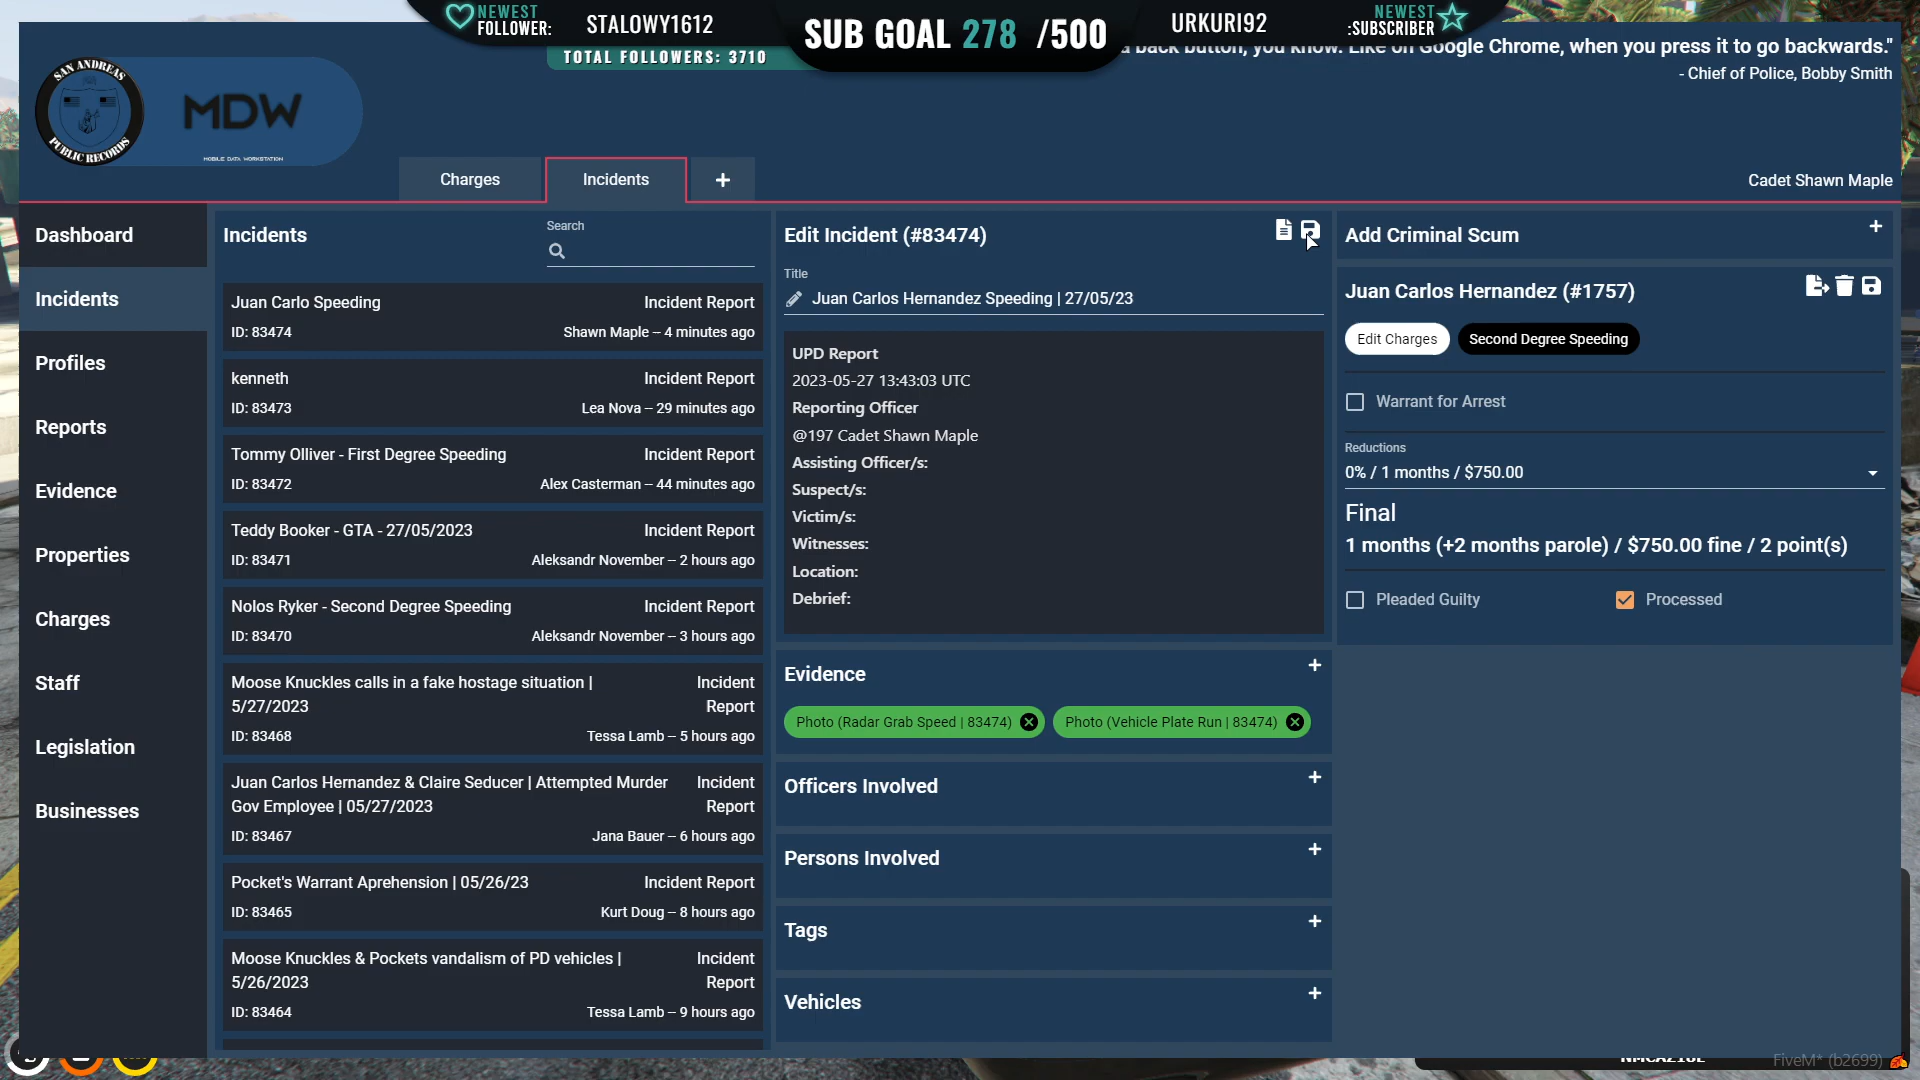 NEWEST
FOLLOWER:
STALOWY1612
SUB GOAL 278 /500
URKURI92
NEWEST
:SUBSCRIBER
TOTAL FOLLOWERS: 3710
back button, you know. Like on Google Chrome, when you press it to go backwards."
- Chief of Police, Bobby Smith
SAN ANDREAS
PUBLIC RECORDS
MDW
MOBILE DATA WORKSTATION
Charges
Incidents
+
Cadet Shawn Maple
Dashboard
Incidents
Profiles
Reports
Evidence
Properties
Charges
Staff
Legislation
Businesses
Incidents
Search
Juan Carlo Speeding
Incident Report
ID: 83474
Shawn Maple – 4 minutes ago
kenneth
Incident Report
ID: 83473
Lea Nova – 29 minutes ago
Tommy Olliver - First Degree Speeding
Incident Report
ID: 83472
Alex Casterman – 44 minutes ago
Teddy Booker - GTA - 27/05/2023
Incident Report
ID: 83471
Aleksandr November – 2 hours ago
Nolos Ryker - Second Degree Speeding
Incident Report
ID: 83470
Aleksandr November – 3 hours ago
Moose Knuckles calls in a fake hostage situation |
5/27/2023
Incident
Report
ID: 83468
Tessa Lamb – 5 hours ago
Juan Carlos Hernandez & Claire Seducer | Attempted Murder
Gov Employee | 05/27/2023
Incident
Report
ID: 83467
Jana Bauer – 6 hours ago
Pocket's Warrant Aprehension | 05/26/23
Incident Report
ID: 83465
Kurt Doug – 8 hours ago
Moose Knuckles & Pockets vandalism of PD vehicles |
5/26/2023
Incident
Report
ID: 83464
Tessa Lamb – 9 hours ago
Edit Incident (#83474)
Title
Juan Carlos Hernandez Speeding | 27/05/23
UPD Report
2023-05-27 13:43:03 UTC
Reporting Officer
@197 Cadet Shawn Maple
Assisting Officer/s:
Suspect/s:
Victim/s:
Witnesses:
Location:
Debrief:
Evidence
+
Photo (Radar Grab Speed | 83474)
Photo (Vehicle Plate Run | 83474)
Officers Involved
+
Persons Involved
+
Tags
+
Vehicles
+
Add Criminal Scum
+
Juan Carlos Hernandez (#1757)
Edit Charges
Second Degree Speeding
Warrant for Arrest
Reductions
0% / 1 months / $750.00
Final
1 months (+2 months parole) / $750.00 fine / 2 point(s)
Pleaded Guilty
Processed
FiveM* (b2699)